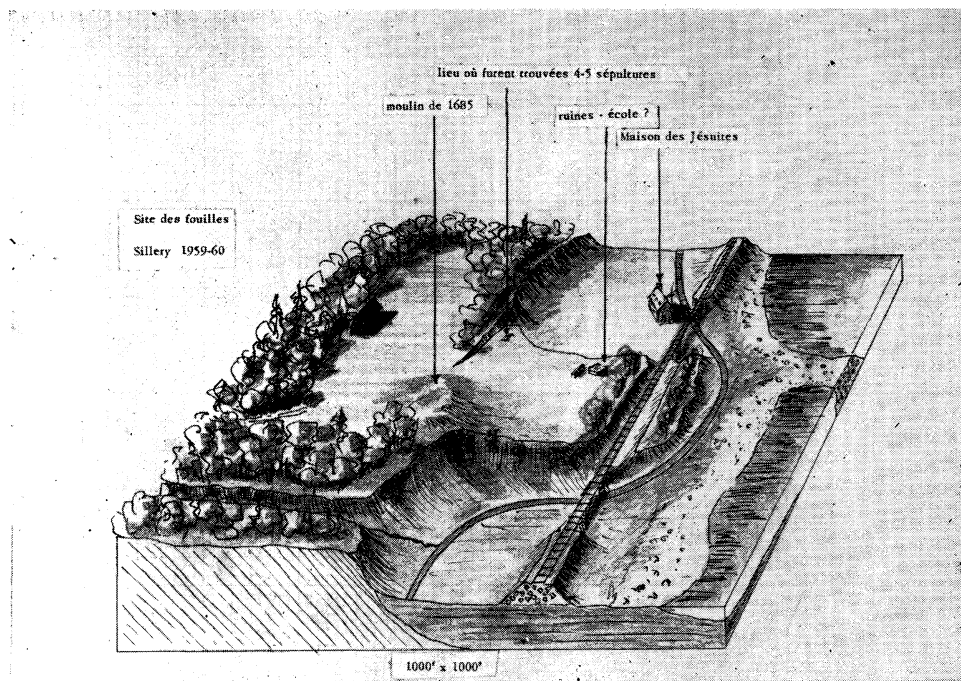 lieu où furent trouvées 4-5 sépultures
moulin de 1685
ruines - école ?
Maison des Jésuites
Site des fouilles
Sillery 1959-60
1000' x 1000'